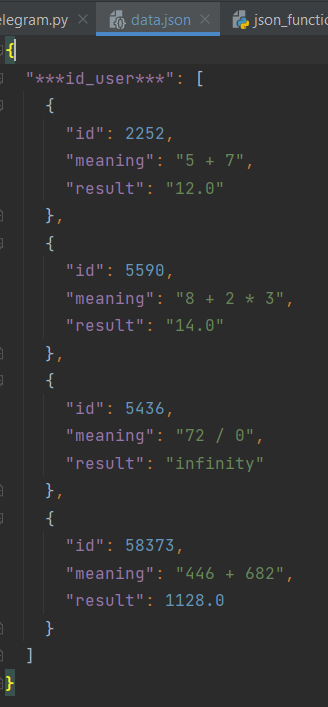 elegram.py × data.json × json_functio
{
"***id_user***": [
{
"id": 2252,
"meaning": "5 + 7",
"result": "12.0"
},
{
"id": 5590,
"meaning": "8 + 2 * 3",
"result": "14.0"
},
{
"id": 5436,
"meaning": "72 / 0",
"result": "infinity"
},
{
"id": 58373,
"meaning": "446 + 682",
"result": 1128.0
}
]
}